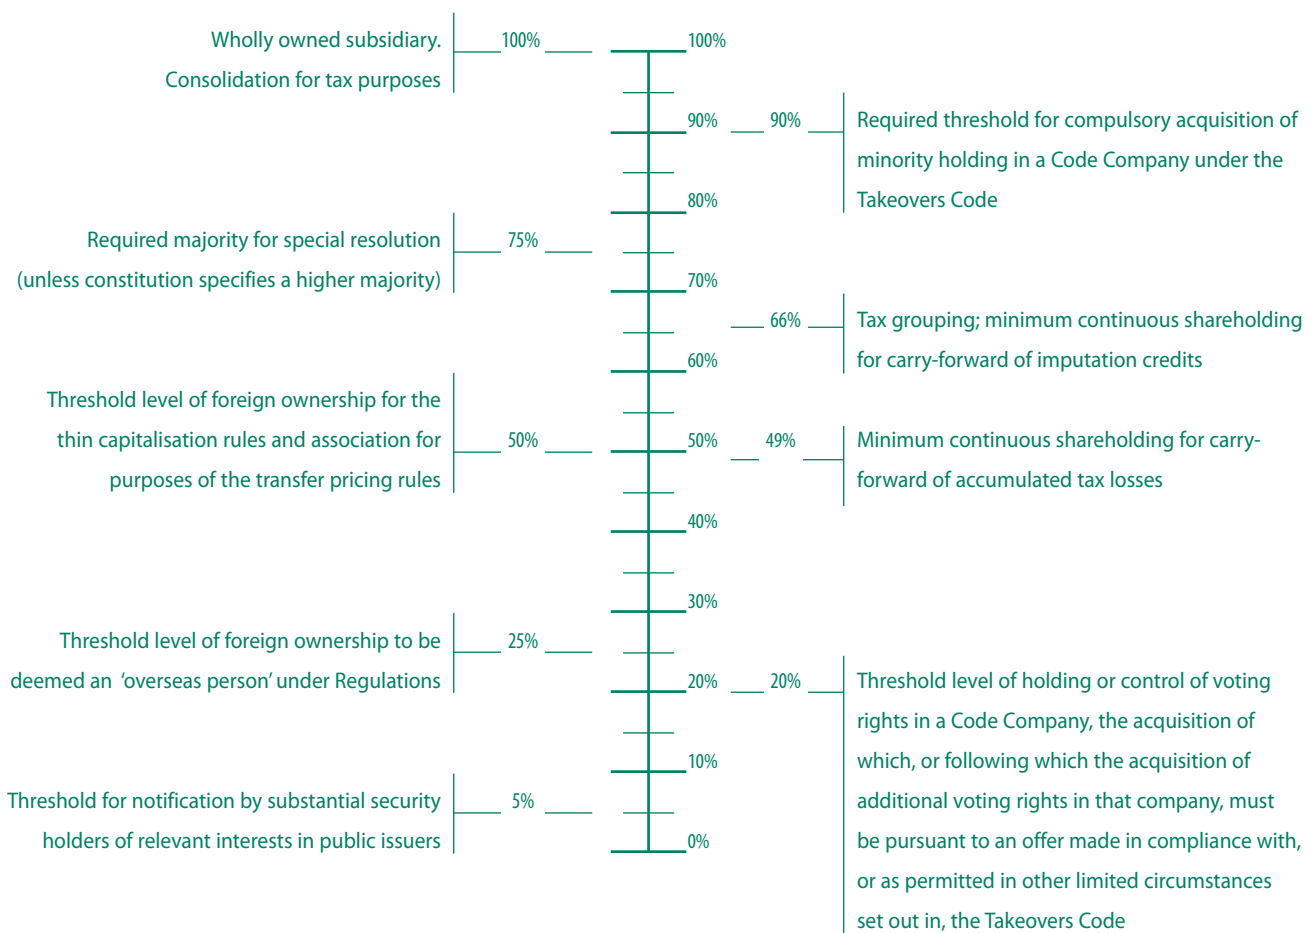 Wholly owned subsidiary.
Consolidation for tax purposes
100%
Required majority for special resolution
(unless constitution specifies a higher majority)
75%
Threshold level of foreign ownership for the
thin capitalisation rules and association for
purposes of the transfer pricing rules
50%
Threshold level of foreign ownership to be
deemed an ‘overseas person’ under Regulations
25%
Threshold for notification by substantial security
holders of relevant interests in public issuers
5%
100%
90%
80%
70%
60%
50%
40%
30%
20%
10%
0%
90%
Required threshold for compulsory acquisition of
minority holding in a Code Company under the
Takeovers Code
66%
Tax grouping; minimum continuous shareholding
for carry-forward of imputation credits
49%
Minimum continuous shareholding for carry-
forward of accumulated tax losses
20%
Threshold level of holding or control of voting
rights in a Code Company, the acquisition of
which, or following which the acquisition of
additional voting rights in that company, must
be pursuant to an offer made in compliance with,
or as permitted in other limited circumstances
set out in, the Takeovers Code